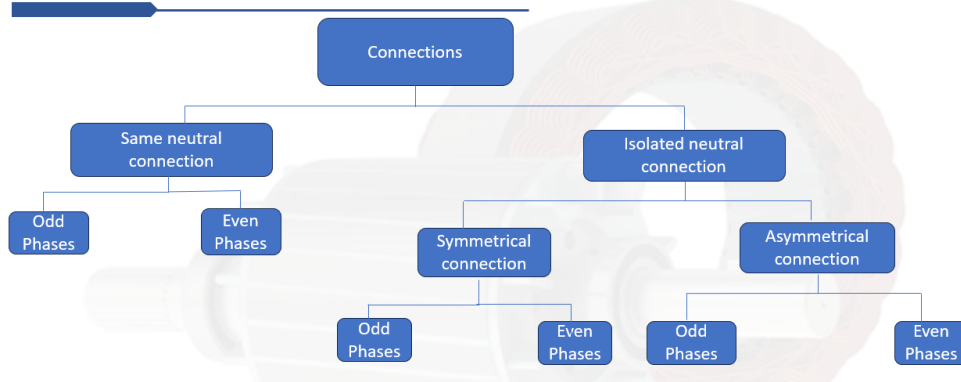 Connections
Same neutral
connection
Isolated neutral
connection
Odd
Phases
Even
Phases
Symmetrical
connection
Asymmetrical
connection
Odd
Phases
Even
Phases
Odd
Phases
Even
Phases